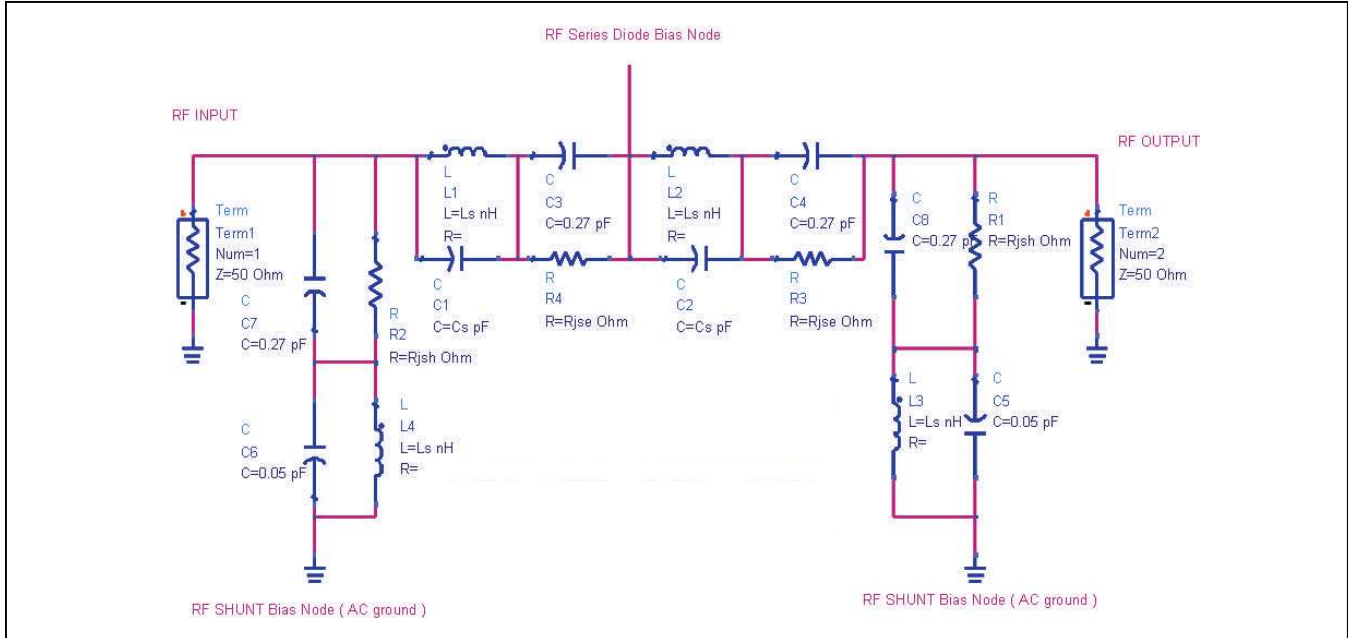 RF Series Diode Bias Node
RF INPUT
RF OUTPUT
Term
Term1
Num=1
Z=50 Ohm
C
C7
C=0.27 pF
R
R2
R=Rjsh Ohm
L
L1
L=Ls nH
R=
C
C1
C=Cs pF
C
C3
C=0.27 pF
R
R4
R=Rjse Ohm
L
L2
L=Ls nH
R=
C
C2
C=Cs pF
C
C4
C=0.27 pF
R
R3
R=Rjse Ohm
C
C8
C=0.27 pF
R
R1
R=Rjsh Ohm
Term
Term2
Num=2
Z=50 Ohm
C
C6
C=0.05 pF
L
L4
L=Ls nH
R=
L
L3
L=Ls nH
R=
C
C5
C=0.05 pF
RF SHUNT Bias Node ( AC ground )
RF SHUNT Bias Node ( AC ground )